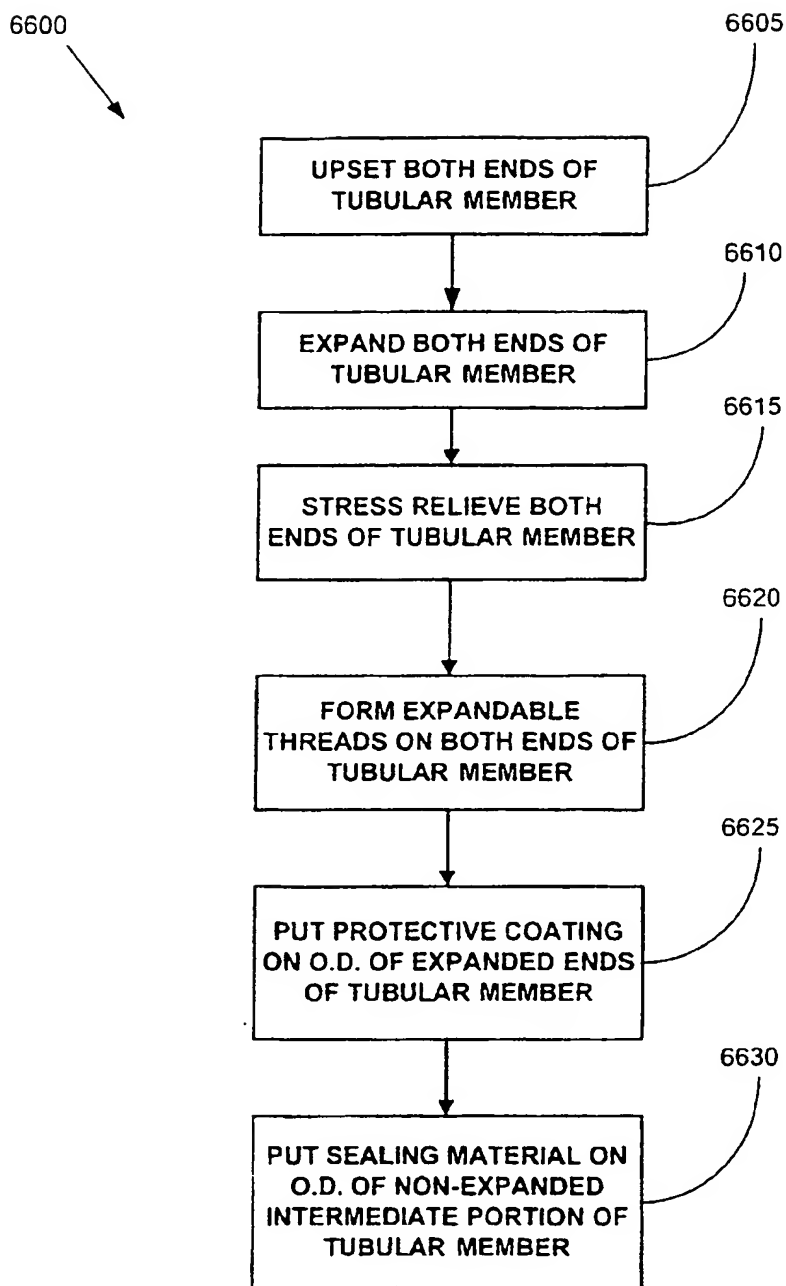 6600
6605
UPSET BOTH ENDS OF
TUBULAR MEMBER
6610
EXPAND BOTH ENDS OF
TUBULAR MEMBER
6615
STRESS RELIEVE BOTH
ENDS OF TUBULAR MEMBER
6620
FORM EXPANDABLE
THREADS ON BOTH ENDS OF
TUBULAR MEMBER
6625
PUT PROTECTIVE COATING
ON O.D. OF EXPANDED ENDS
OF TUBULAR MEMBER
6630
PUT SEALING MATERIAL ON
O.D. OF NON-EXPANDED
INTERMEDIATE PORTION OF
TUBULAR MEMBER